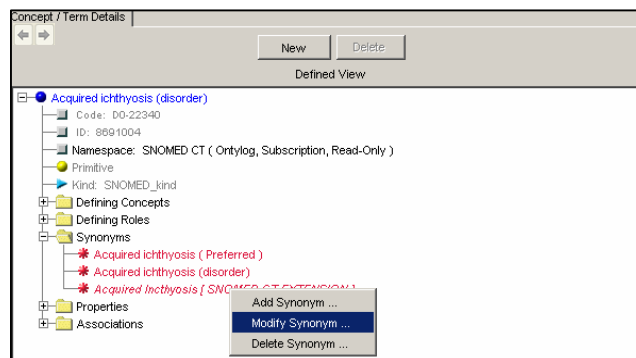 Concept / Term Details
New Delete
Defined View
Acquired ichthyosis (disorder)
Code: D0-22340
ID: 8691004
Namespace: SNOMED CT ( Ontylog, Subscription, Read-Only )
Primitive
Kind: SNOMED_kind
Defining Concepts
Defining Roles
Synonyms
Acquired ichthyosis ( Preferred )
Acquired ichthyosis (disorder)
Acquired Incthyosis [ SNOMED CT EXTENSION ]
Properties
Associations
Add Synonym ...
Modify Synonym ...
Delete Synonym ...